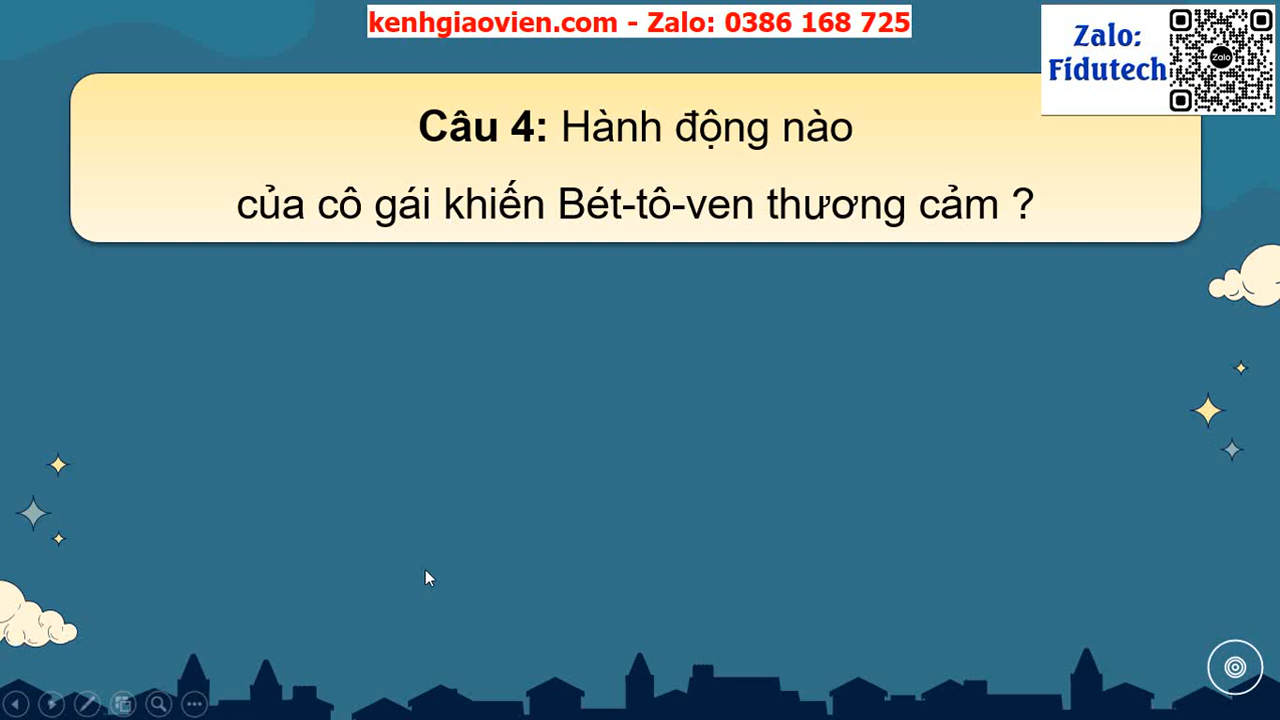 kenhgiaovien.com - Zalo: 0386 168 725
Zalo:
Fidutech
Zalo
Câu 4: Hành động nào
của cô gái khiến Bét-tô-ven thương cảm ?